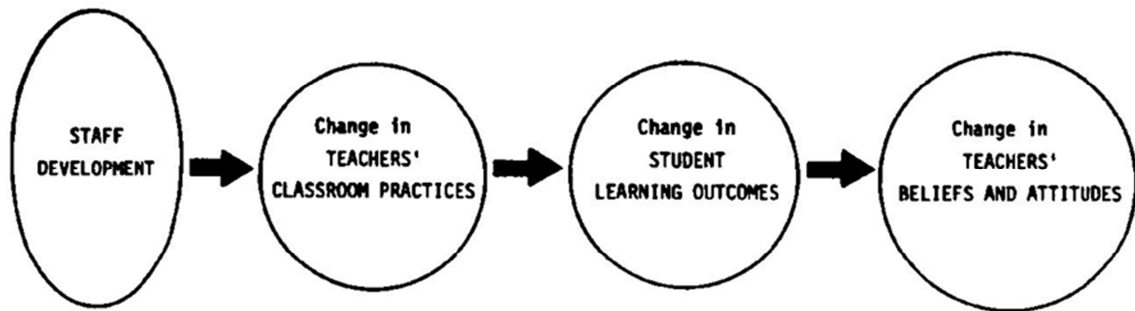 STAFF
DEVELOPMENT
Change in
TEACHERS'
CLASSROOM PRACTICES
Change in
STUDENT
LEARNING OUTCOMES
Change in
TEACHERS'
BELIEFS AND ATTITUDES